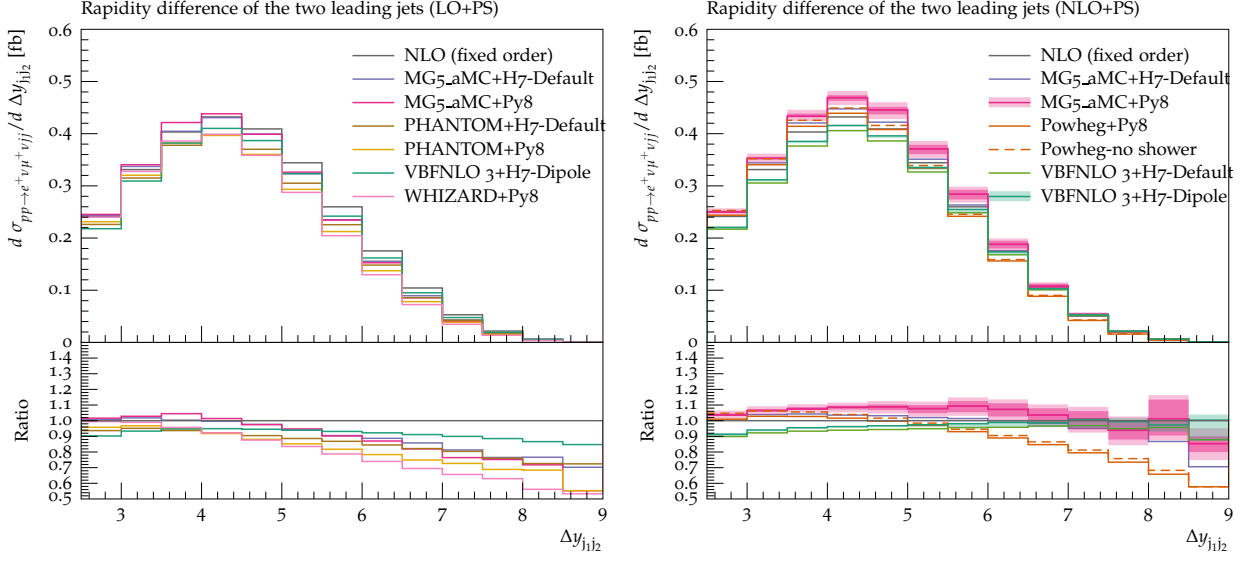 Rapidity difference of the two leading jets (LO+PS)
d σ_{pp→e⁺νμ⁺νjj}/d Δy_{j₁j₂} [fb]
0.6
0.5
0.4
0.3
0.2
0.1
0
NLO (fixed order)
MG5_aMC+H7-Default
MG5_aMC+Py8
PHANTOM+H7-Default
PHANTOM+Py8
VBFNLO 3+H7-Dipole
WHIZARD+Py8
Ratio
1.4
1.3
1.2
1.1
1.0
0.9
0.8
0.7
0.6
0.5
3 4 5 6 7 8 9
Δy_{j₁j₂}
Rapidity difference of the two leading jets (NLO+PS)
d σ_{pp→e⁺νμ⁺νjj}/d Δy_{j₁j₂} [fb]
0.6
0.5
0.4
0.3
0.2
0.1
0
NLO (fixed order)
MG5_aMC+H7-Default
MG5_aMC+Py8
Powheg+Py8
Powheg-no shower
VBFNLO 3+H7-Default
VBFNLO 3+H7-Dipole
Ratio
1.4
1.3
1.2
1.1
1.0
0.9
0.8
0.7
0.6
0.5
3 4 5 6 7 8 9
Δy_{j₁j₂}